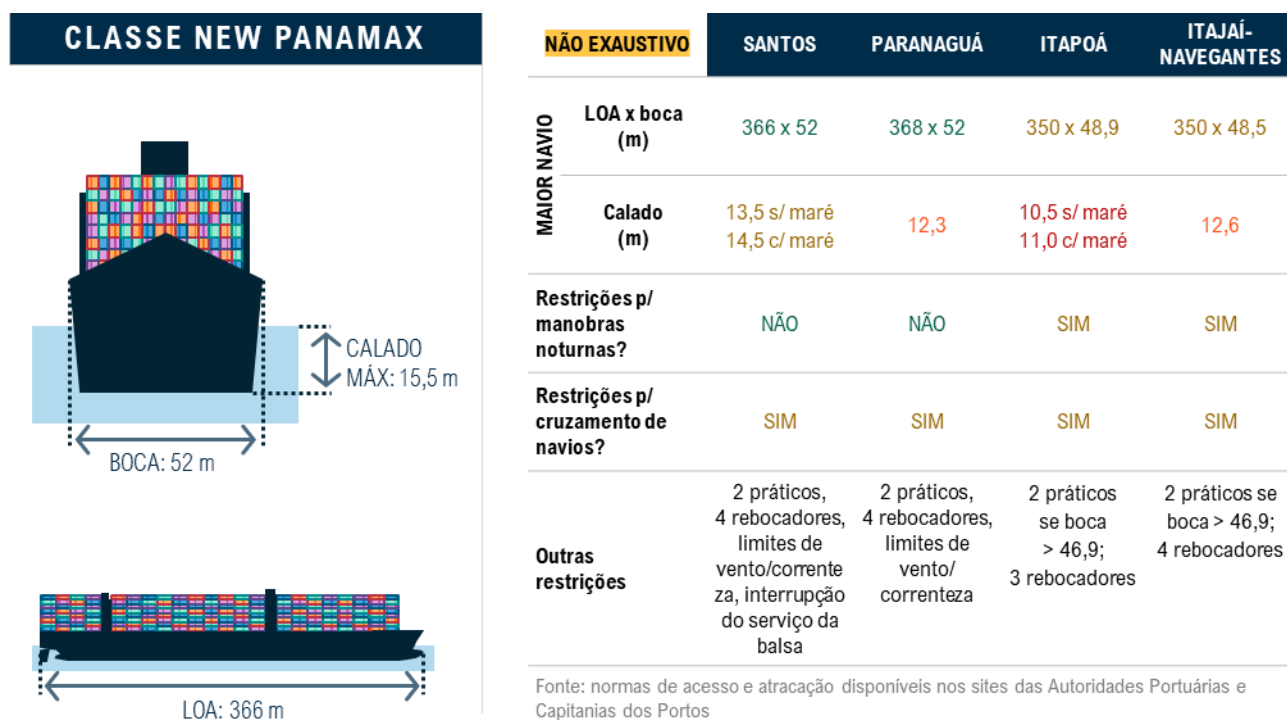 CLASSE NEW PANAMAX
CALADO
MÁX: 15,5 m
BOCA: 52 m
LOA: 366 m
NÃO EXAUSTIVO
SANTOS
PARANAGUÁ
ITAPOÁ
ITAJAÍ-
NAVEGANTES
MAIOR NAVIO
LOA x boca
(m)
366 x 52
368 x 52
350 x 48,9
350 x 48,5
Calado
(m)
13,5 s/ maré
14,5 c/ maré
12,3
10,5 s/ maré
11,0 c/ maré
12,6
Restrições p/
manobras
noturnas?
NÃO
NÃO
SIM
SIM
Restrições p/
cruzamento de
navios?
SIM
SIM
SIM
SIM
Outras
restrições
2 práticos,
4 rebocadores,
limites de
vento/corrente
za, interrupção
do serviço da
balsa
2 práticos,
4 rebocadores,
limites de
vento/
correnteza
2 práticos
se boca
> 46,9;
3 rebocadores
2 práticos se
boca > 46,9;
4 rebocadores
Fonte: normas de acesso e atracação disponíveis nos sites das Autoridades Portuárias e
Capitanias dos Portos